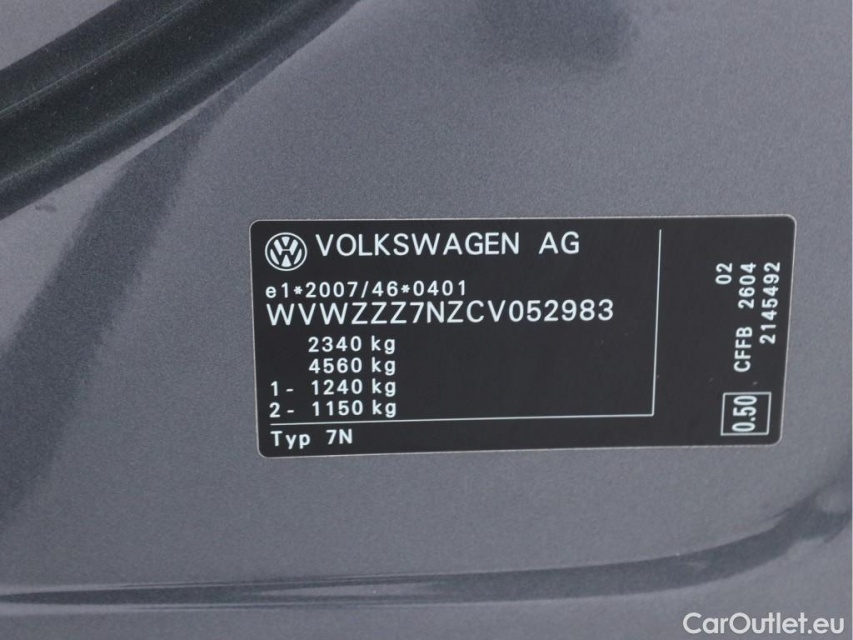 VOLKSWAGEN AG
e1*2007/46*0401
WVWZZZ7NZCV052983
2340 kg
4560 kg
1- 1240 kg
2- 1150 kg
Typ 7N
02
CFFB 2604
2145492
0.50
CarOutlet.eu